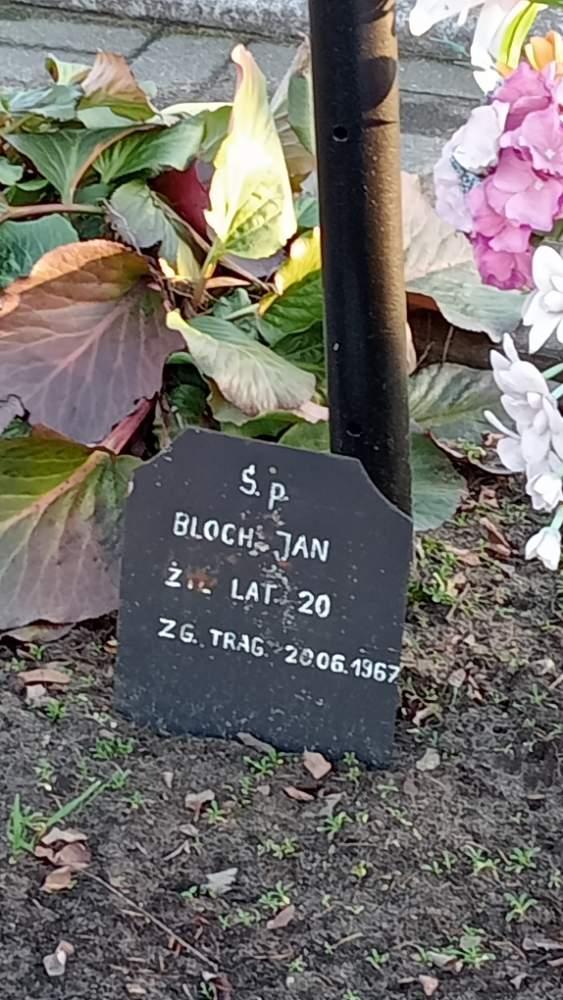 Ś. P.
BLOCH JAN
LAT 20
ZG. TRAG. 20.06.1967